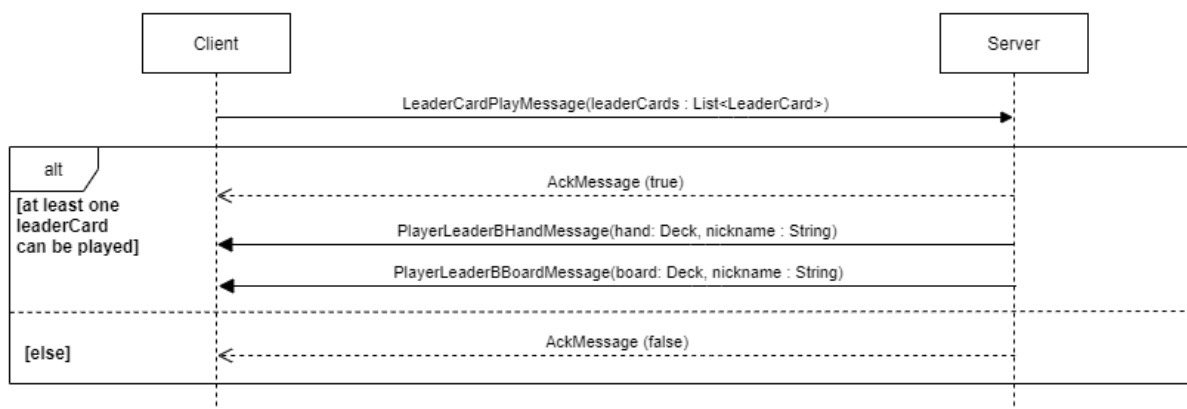 Client
Server
LeaderCardPlayMessage(leaderCards : List<LeaderCard>)
alt
[at least one
leaderCard
can be played]
AckMessage (true)
PlayerLeaderBHandMessage(hand: Deck, nickname : String)
PlayerLeaderBBoardMessage(board: Deck, nickname : String)
[else]
AckMessage (false)